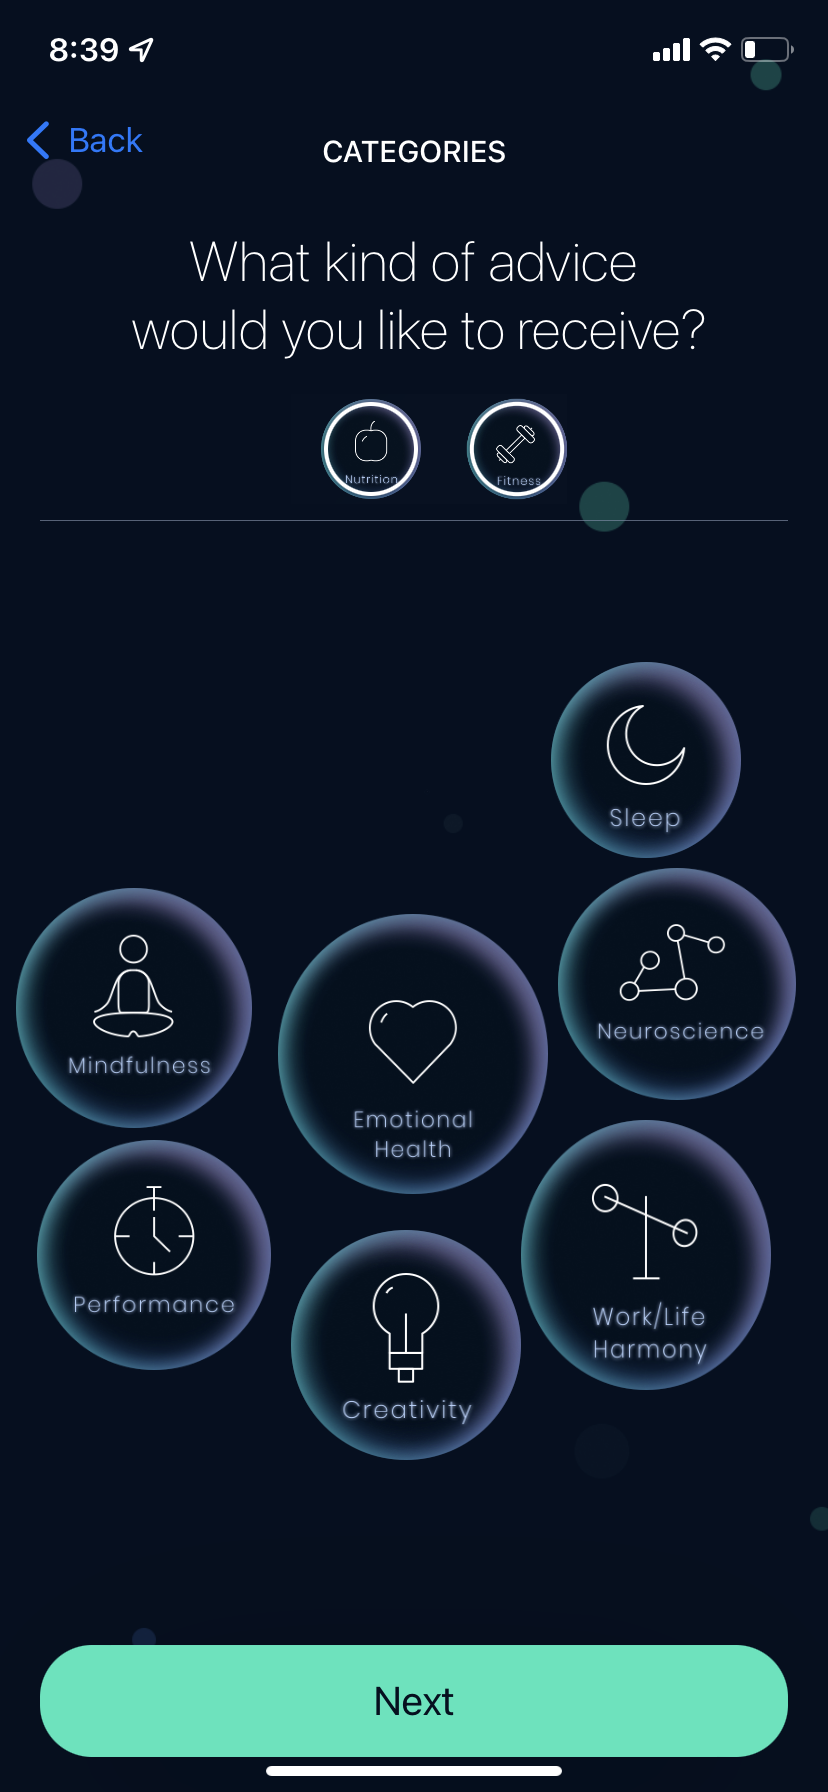 8:39
Back
CATEGORIES
What kind of advice
would you like to receive?
Nutrition
Fitness
Sleep
Neuroscience
Mindfulness
Emotional
Health
Performance
Work/Life
Harmony
Creativity
Next